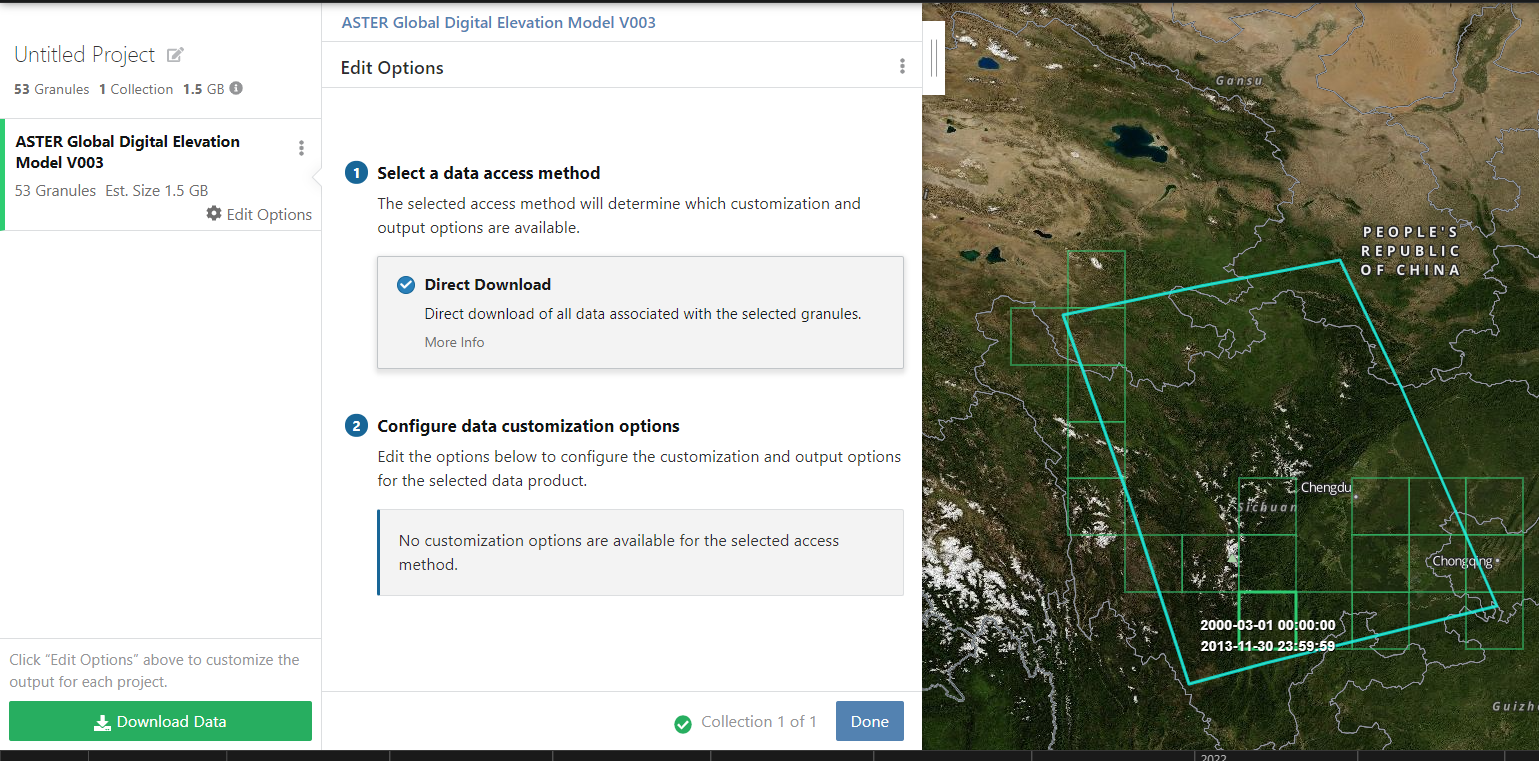 Untitled Project
53 Granules 1 Collection 1.5 GB
ASTER Global Digital Elevation
Model V003
53 Granules Est. Size 1.5 GB
Edit Options
Click “Edit Options” above to customize the
output for each project.
Download Data
ASTER Global Digital Elevation Model V003
Edit Options
1 Select a data access method
The selected access method will determine which customization and
output options are available.
Direct Download
Direct download of all data associated with the selected granules.
More Info
2 Configure data customization options
Edit the options below to configure the customization and output options
for the selected data product.
No customization options are available for the selected access
method.
Collection 1 of 1
Done
Gansu
PEOPLE'S
REPUBLIC
OF CHINA
Chengdu
Sichuan
Chongqing
2000-03-01 00:00:00
2013-11-30 23:59:59
Guizh
2022